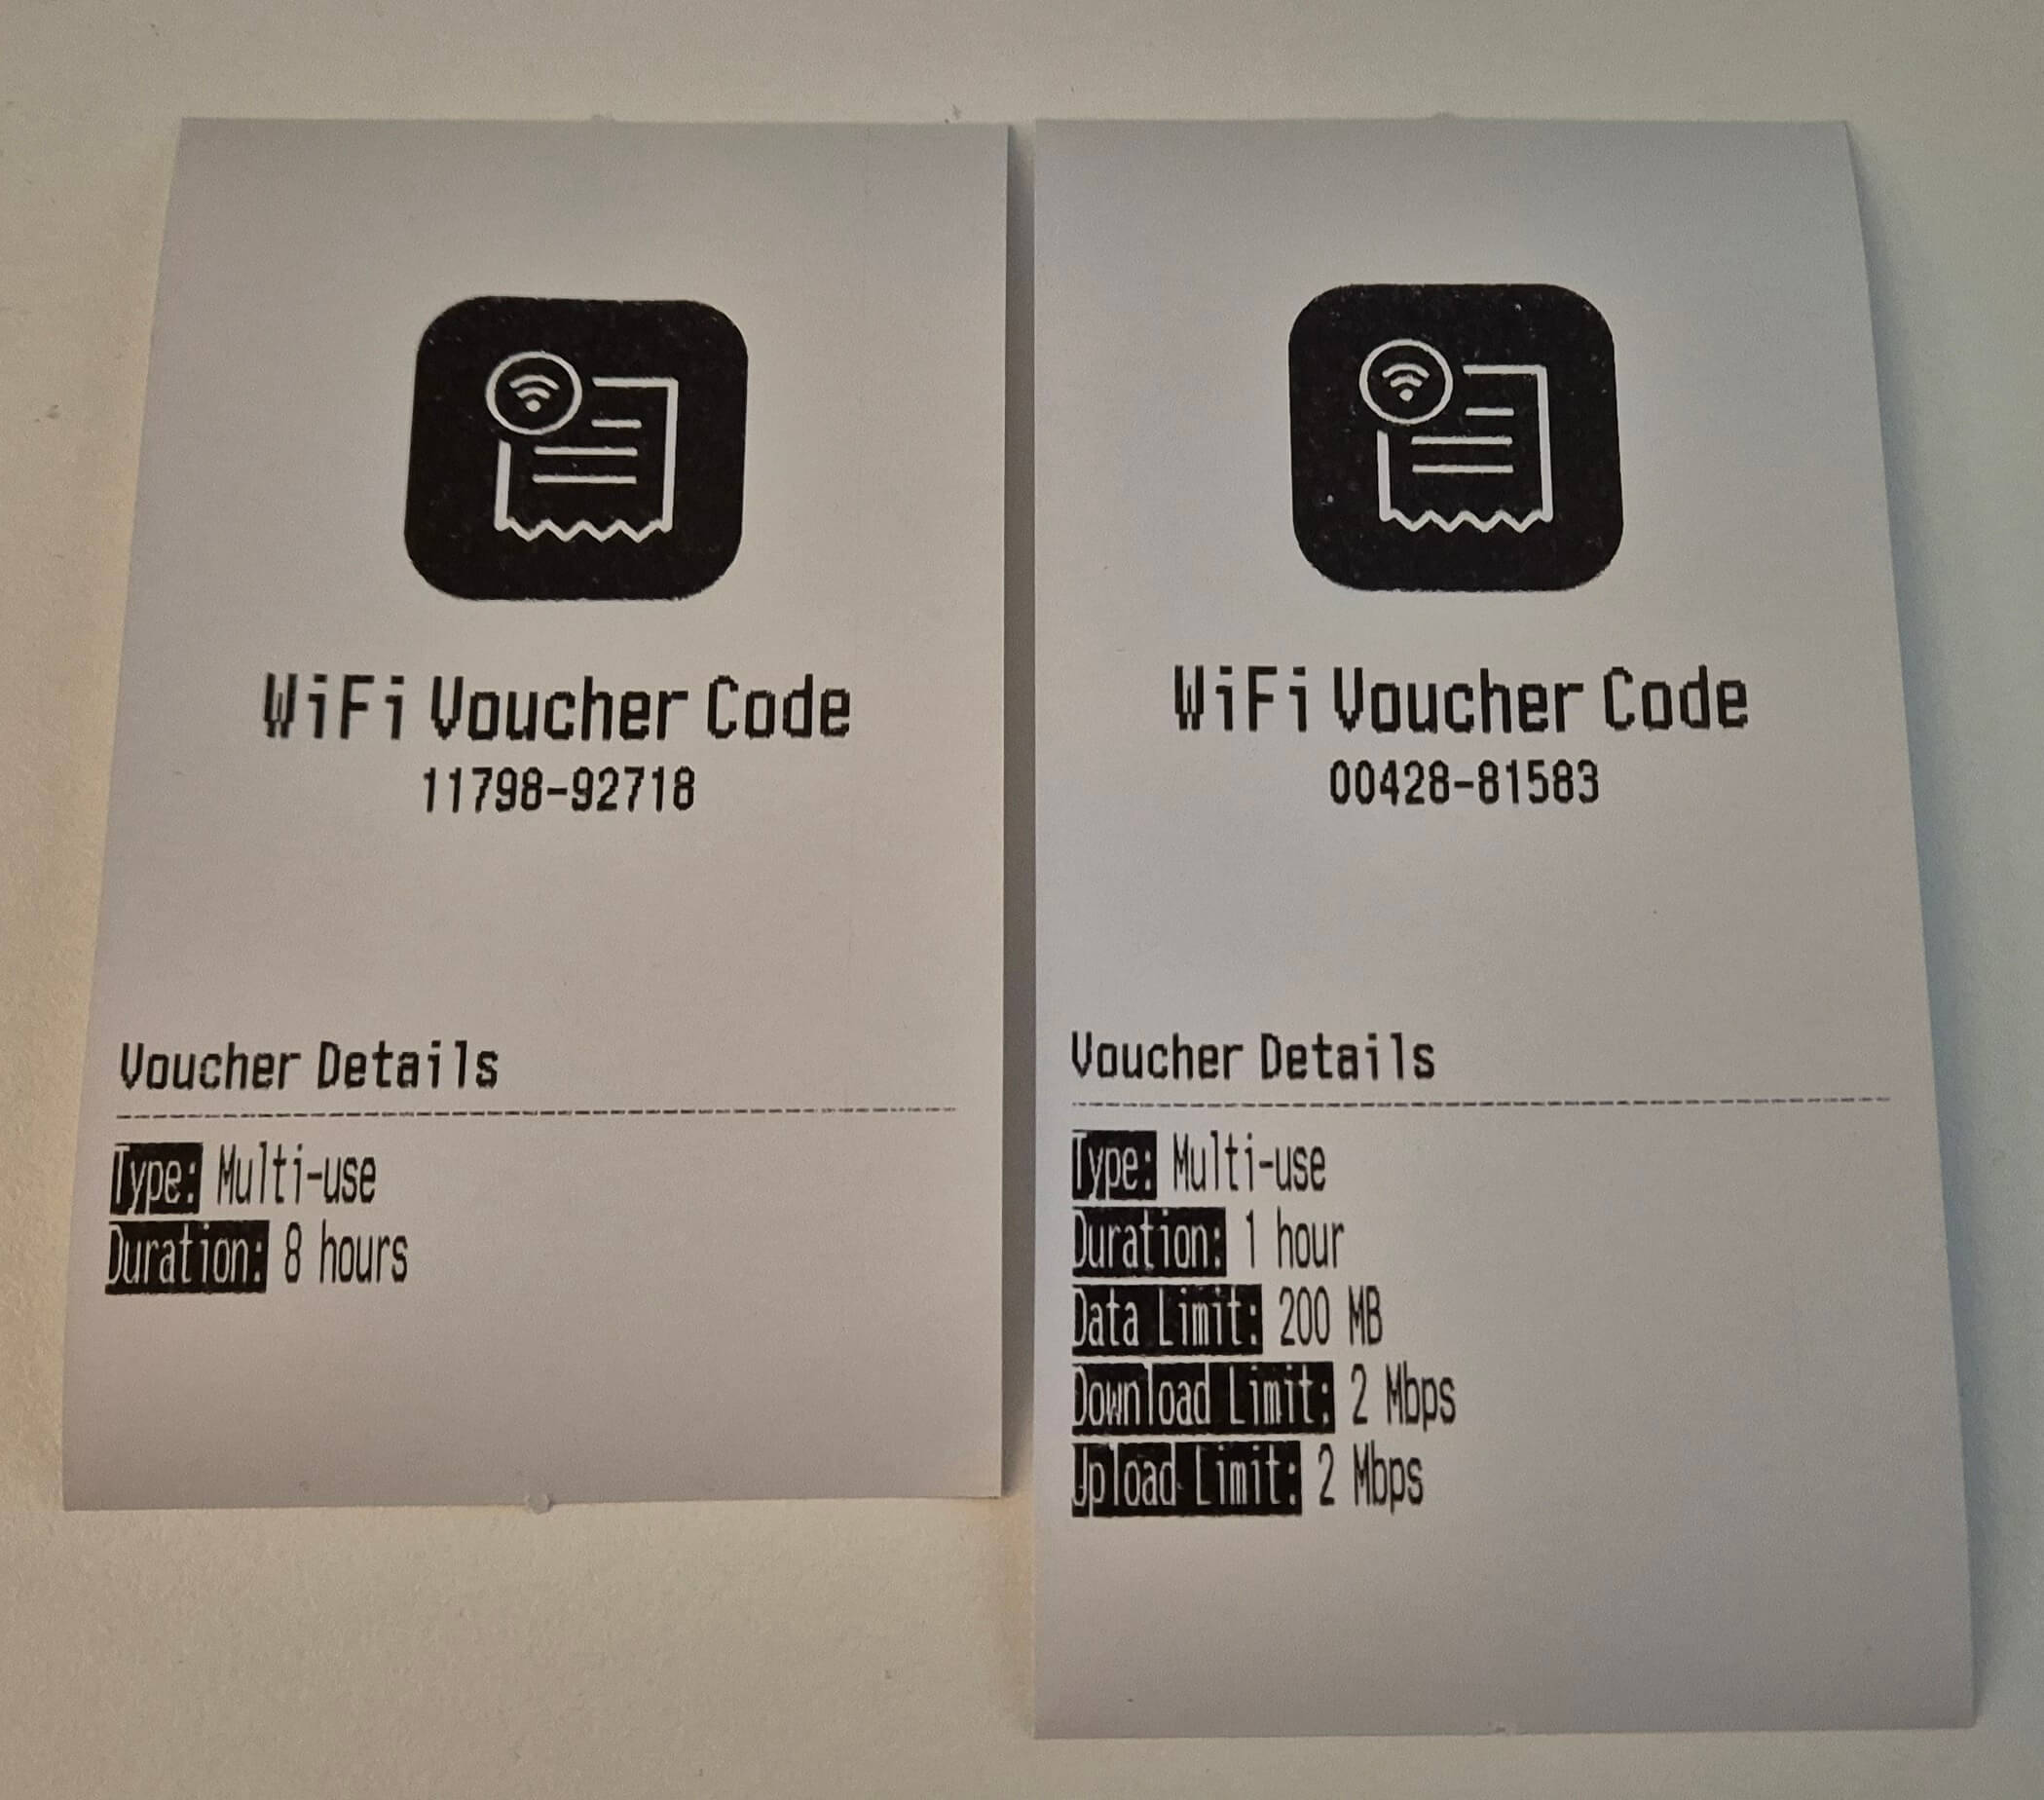 WiFi Voucher Code
11798-92718
Voucher Details
Type: Multi-use
Duration: 8 hours
WiFi Voucher Code
00428-81583
Voucher Details
Type: Multi-use
Duration: 1 hour
Data Limit: 200 MB
Download Limit: 2 Mbps
Upload Limit: 2 Mbps